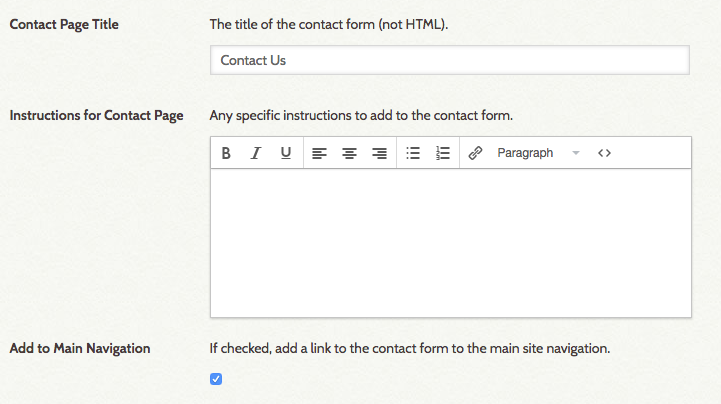 Contact Page Title
The title of the contact form (not HTML).
Contact Us
Instructions for Contact Page
Any specific instructions to add to the contact form.
B I U Paragraph <>
Add to Main Navigation
If checked, add a link to the contact form to the main site navigation.